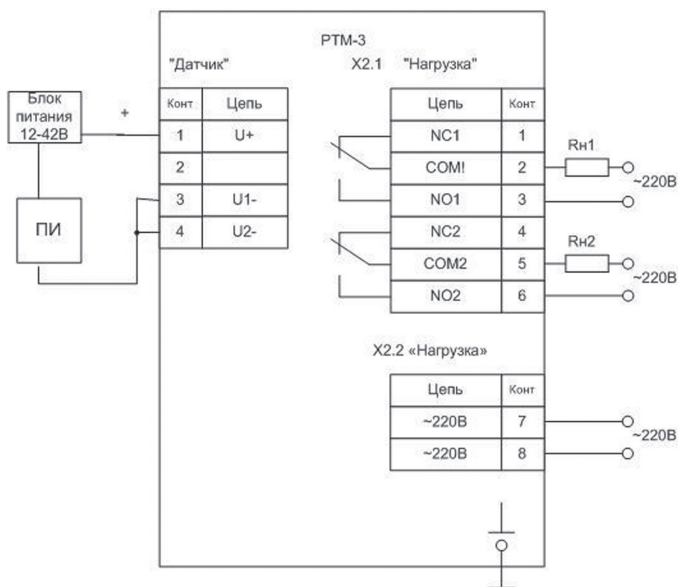 РТМ-3
"Датчик"
X2.1 "Нагрузка"
Блок
питания
12-42В
+
Конт Цепь
1 U+
2
3 U1-
4 U2-
ПИ
Цепь Конт
NC1 1
COM! 2
NO1 3
NC2 4
COM2 5
NO2 6
Rн1
~220В
Rн2
~220В
X2.2 «Нагрузка»
Цепь Конт
~220В 7
~220В 8
~220В